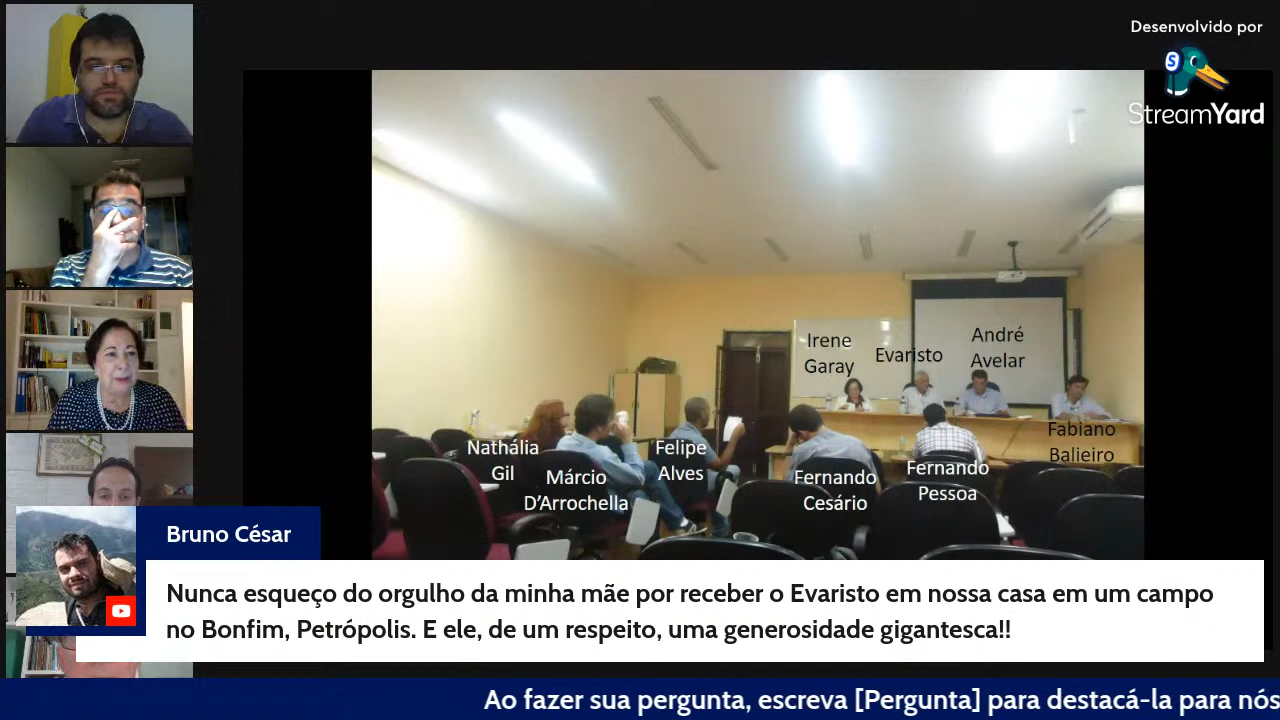 Desenvolvido por
StreamYard
Irene
Garay
Evaristo
André
Avelar
Fabiano
Balieiro
Nathália
Gil
Márcio
D'Arrochella
Felipe
Alves
Fernando
Cesário
Fernando
Pessoa
Bruno César
Nunca esqueço do orgulho da minha mãe por receber o Evaristo em nossa casa em um campo
no Bonfim, Petrópolis. E ele, de um respeito, uma generosidade gigantesca!!
Ao fazer sua pergunta, escreva [Pergunta] para destacá-la para nós